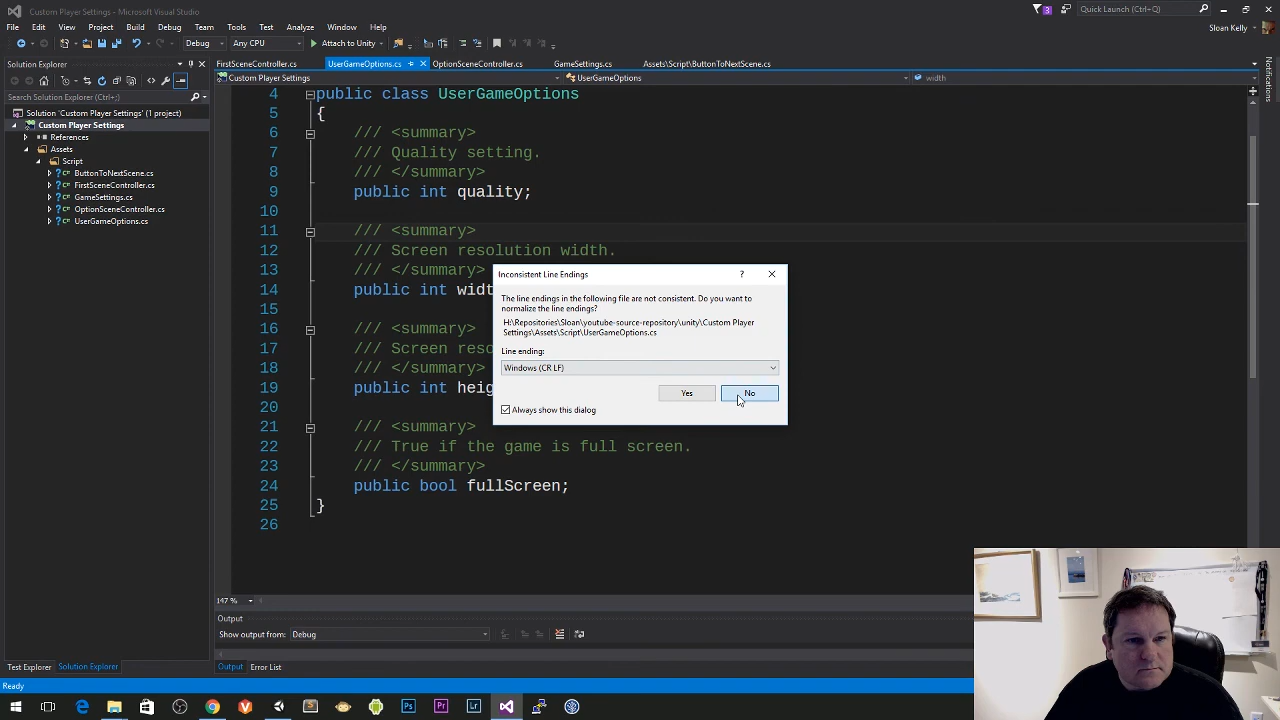 Custom Player Settings - Microsoft Visual Studio
3
Quick Launch (Ctrl+Q)
File Edit View Project Build Debug Team Tools Architecture Test Analyze Window Help
Sloan Kelly
Debug
Any CPU
Attach to Unity
Solution Explorer
FirstSceneController.cs
UserGameOptions.cs
OptionSceneController.cs
GameSettings.cs
Assets\Script\ButtonToNextScene.cs
Custom Player Settings
UserGameOptions
width
Notifications
Search Solution Explorer (Ctrl+;)
Solution 'Custom Player Settings' (1 project)
Custom Player Settings
References
Assets
Script
ButtonToNextScene.cs
FirstSceneController.cs
GameSettings.cs
OptionSceneController.cs
UserGameOptions.cs
4 public class UserGameOptions
5 {
6 /// <summary>
7 /// Quality setting.
8 /// </summary>
9 public int quality;
10
11 /// <summary>
12 /// Screen resolution width.
13 /// </summary>
14 public int widt
15
16 /// <summary>
17 /// Screen reso
18 /// </summary>
19 public int heig
20
21 /// <summary>
22 /// True if the game is full screen.
23 /// </summary>
24 public bool fullScreen;
25 }
26
Inconsistent Line Endings
?
The line endings in the following file are not consistent. Do you want to
normalize the line endings?
H:\Repositories\Sloan\youtube-source-repository\unity\Custom Player
Settings\Assets\Script\UserGameOptions.cs
Line ending:
Windows (CR LF)
Yes
No
Always show this dialog
147 %
Output
Show output from: Debug
Test Explorer
Solution Explorer
Output
Error List
Ready
Ps
Pr
Lr